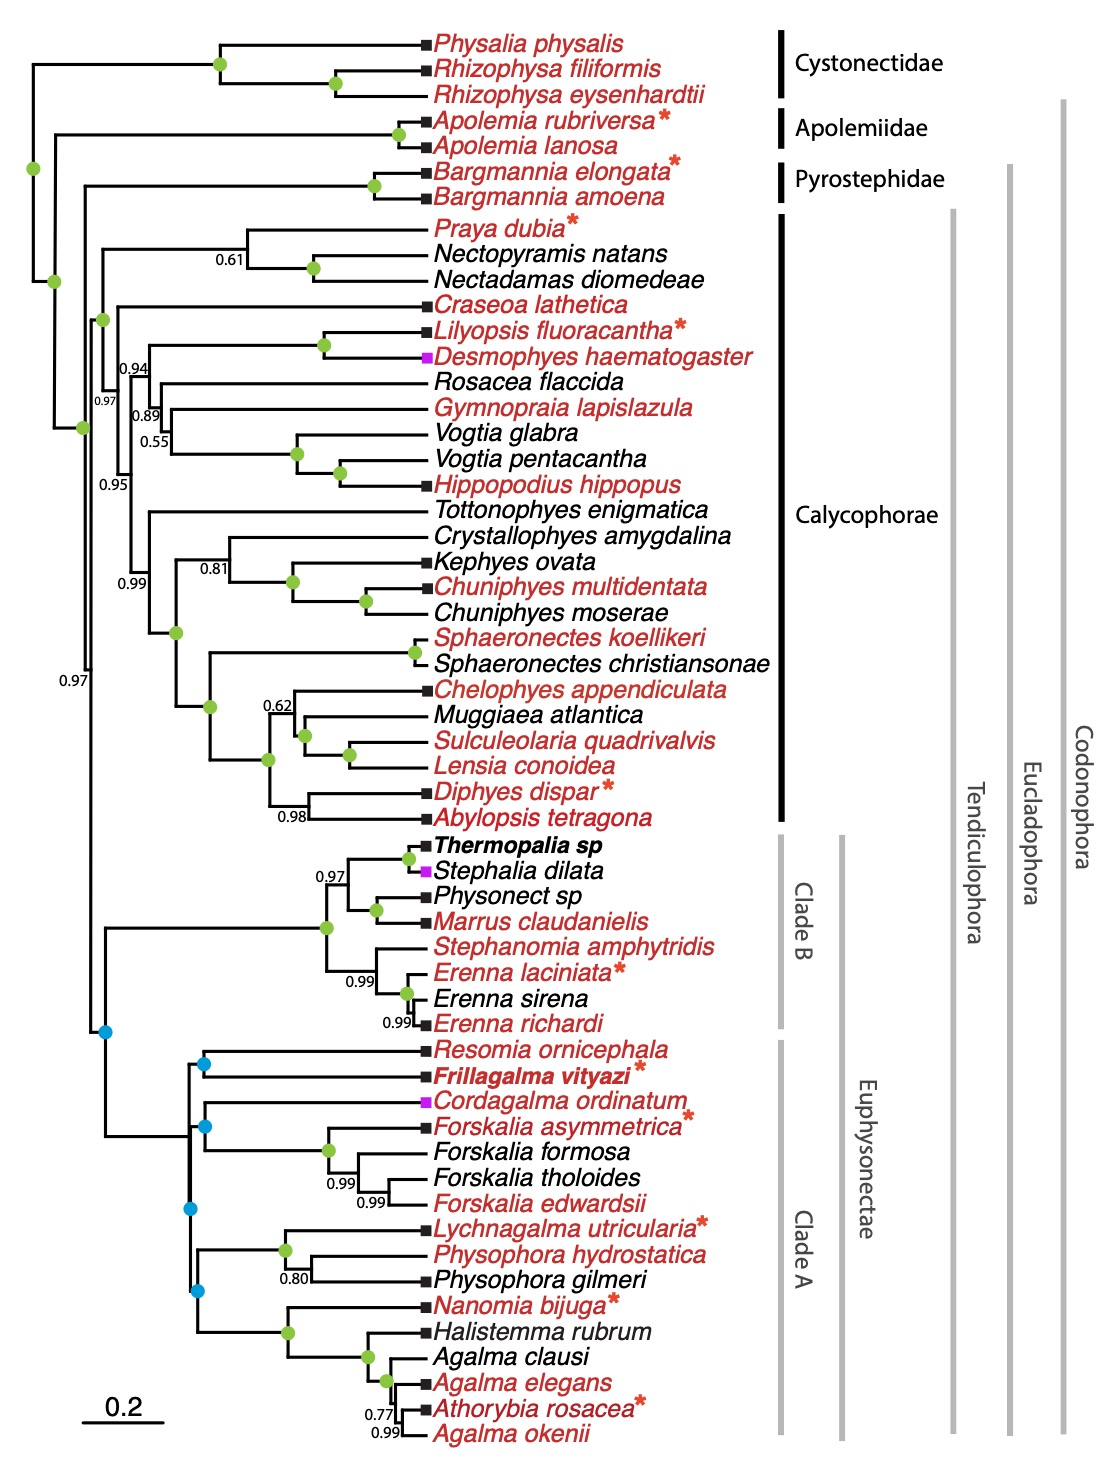 Physalia physalis
Rhizophysa filiformis
Rhizophysa eysenhardtii
Cystonectidae
Apolemia rubriversa*
Apolemia lanosa
Apolemiidae
Bargmannia elongata*
Bargmannia amoena
Pyrostephidae
Praya dubia*
0.61
Nectopyramis natans
Nectadamas diomedeae
Craseoa lathetica
Lilyopsis fluoracantha*
Desmophyes haematogaster
0.94
Rosacea flaccida
0.97
Gymnopraia lapislazula
0.89
Vogtia glabra
0.55
Vogtia pentacantha
Hippopodius hippopus
0.95
Tottonophyes enigmatica
Calycophorae
Crystallophyes amygdalina
Kephyes ovata
0.81
Chuniphyes multidentata
0.99
Chuniphyes moserae
Sphaeronectes koellikeri
Sphaeronectes christiansonae
0.97
Chelophyes appendiculata
0.62
Muggiaea atlantica
Sulculeolaria quadrivalvis
Lensia conoidea
Diphyes dispar*
0.98
Abylopsis tetragona
Codonophora
Eucladophora
Tendiculophora
Thermopalia sp
Stephalia dilata
0.97
Physonect sp
Marrus claudanielis
Clade B
Stephanomia amphytridis
Erenna laciniata*
0.99
Erenna sirena
0.99
Erenna richardi
Resomia ornicephala
Frillagalma vityazi*
Cordagalma ordinatum
Forskalia asymmetrica*
Euphysonectae
Forskalia formosa
0.99
Forskalia tholoides
0.99
Forskalia edwardsii
Lychnagalma utricularia*
Clade A
Physophora hydrostatica
0.80
Physophora gilmeri
Nanomia bijuga*
Halistemma rubrum
Agalma clausi
Agalma elegans
0.2
0.77
Athorybia rosacea*
0.99
Agalma okenii